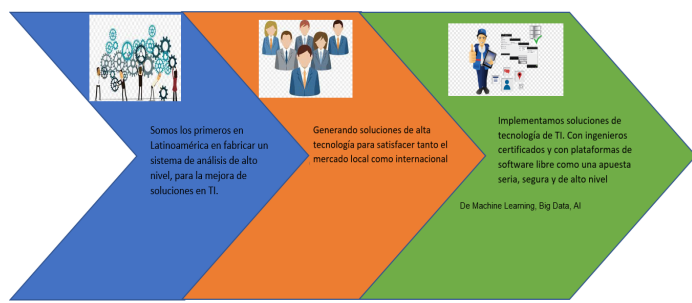 Somos los primeros en
Latinoamérica en fabricar un
sistema de análisis de alto
nivel, para la mejora de
soluciones en TI.
Generando soluciones de alta
tecnología para satisfacer tanto el
mercado local como internacional
Implementamos soluciones de
tecnología de TI. Con ingenieros
certificados y con plataformas de
software libre como una apuesta
seria, segura y de alto nivel
De Machine Learning, Big Data, AI